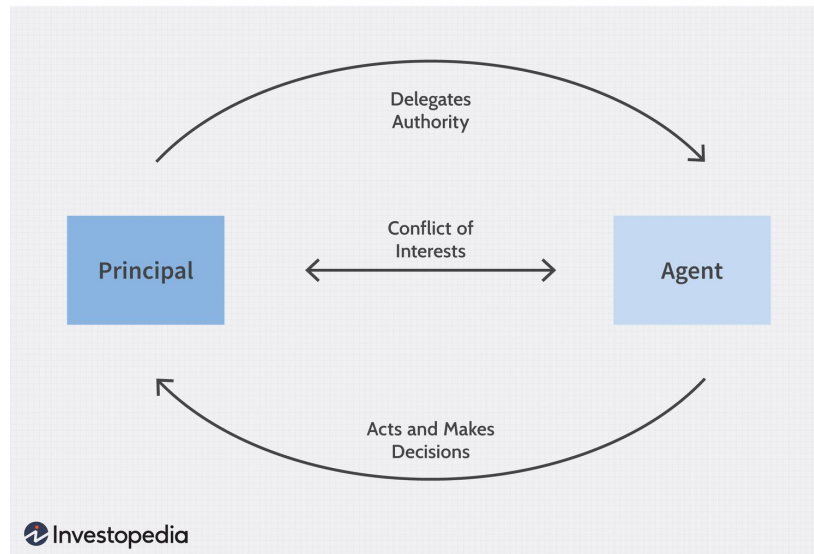 Delegates
Authority
Conflict of
Interests
Principal
Agent
Acts and Makes
Decisions
Investopedia